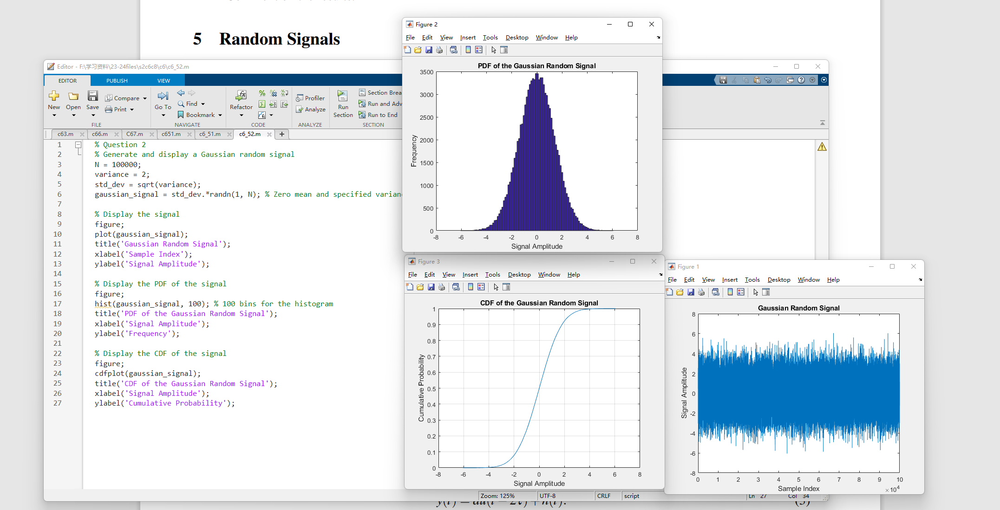 5 Random Signals
Editor - F:\学习资料\23-24files\s2c6c8\c6\c6_52.m
EDITOR PUBLISH VIEW
New Open Save Compare Print
Go To Find Bookmark
Refactor
Profiler Analyze
Run Section Section Brea Run and Adv Run to End
FILE NAVIGATE CODE ANALYZE SECTION
c63.m c66.m C67.m c651.m c6_51.m c6_52.m
1 % Question 2
2 % Generate and display a Gaussian random signal
3 N = 100000;
4 variance = 2;
5 std_dev = sqrt(variance);
6 gaussian_signal = std_dev.*randn(1, N); % Zero mean and specified varian
7
8 % Display the signal
9 figure;
10 plot(gaussian_signal);
11 title('Gaussian Random Signal');
12 xlabel('Sample Index');
13 ylabel('Signal Amplitude');
14
15 % Display the PDF of the signal
16 figure;
17 hist(gaussian_signal, 100); % 100 bins for the histogram
18 title('PDF of the Gaussian Random Signal');
19 xlabel('Signal Amplitude');
20 ylabel('Frequency');
21
22 % Display the CDF of the signal
23 figure;
24 cdfplot(gaussian_signal);
25 title('CDF of the Gaussian Random Signal');
26 xlabel('Signal Amplitude');
27 ylabel('Cumulative Probability');
Zoom: 125% UTF-8 CRLF script Ln 27 Col 34
Figure 2
File Edit View Insert Tools Desktop Window Help
PDF of the Gaussian Random Signal
Frequency
3500
3000
2500
2000
1500
1000
500
0
-8 -6 -4 -2 0 2 4 6 8
Signal Amplitude
Figure 3
File Edit View Insert Tools Desktop Window Help
CDF of the Gaussian Random Signal
Cumulative Probability
1
0.9
0.8
0.7
0.6
0.5
0.4
0.3
0.2
0.1
0
-8 -6 -4 -2 0 2 4 6 8
Signal Amplitude
Figure 1
File Edit View Insert Tools Desktop Window Help
Gaussian Random Signal
Signal Amplitude
8
6
4
2
0
-2
-4
-6
-8
0 1 2 3 4 5 6 7 8 9 10
Sample Index
×10^4